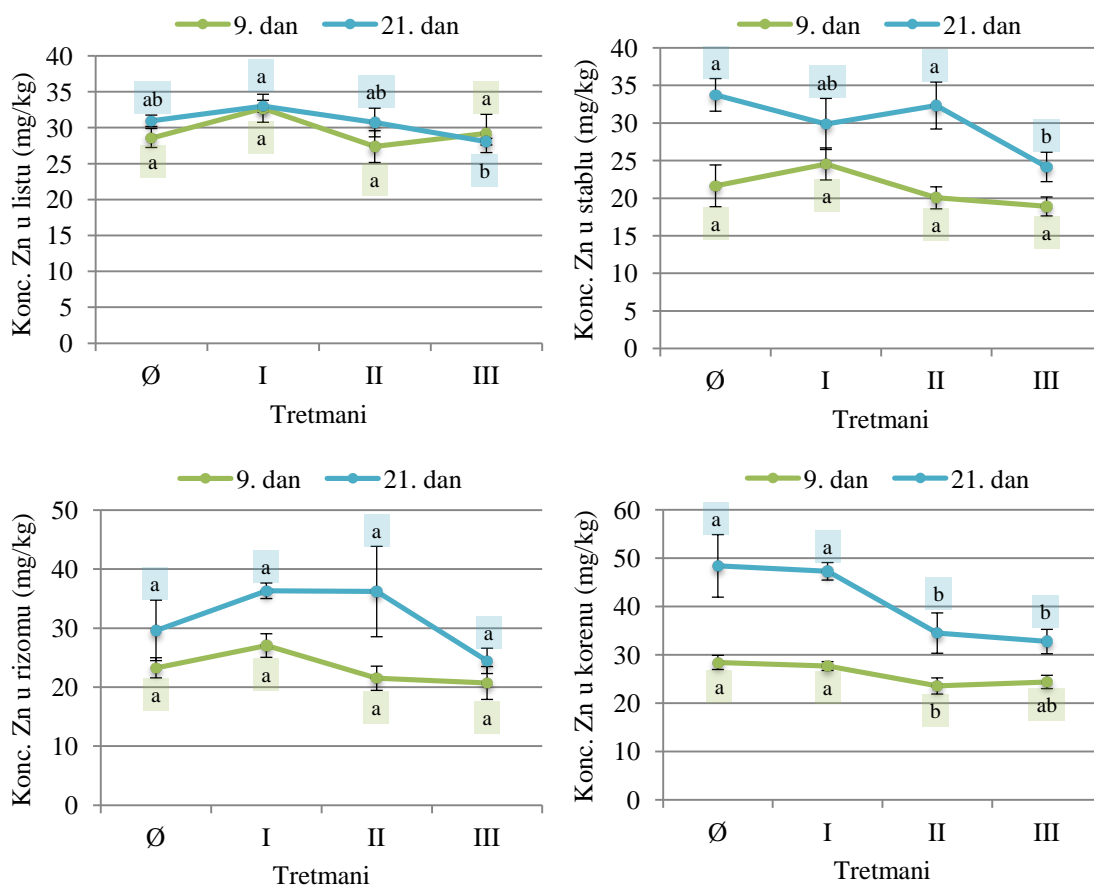 9. dan 21. dan
Konc. Zn u listu (mg/kg)
40
35
30
25
20
15
10
5
0
ab a ab a
a a a b
Ø I II III
Tretmani
9. dan 21. dan
Konc. Zn u stablu (mg/kg)
40
35
30
25
20
15
10
5
0
a ab a b
a a a a
Ø I II III
Tretmani
9. dan 21. dan
Konc. Zn u rizomu (mg/kg)
50
40
30
20
10
0
a a a a
a a a a
Ø I II III
Tretmani
9. dan 21. dan
Konc. Zn u korenu (mg/kg)
60
50
40
30
20
10
0
a a b b
a a b ab
Ø I II III
Tretmani